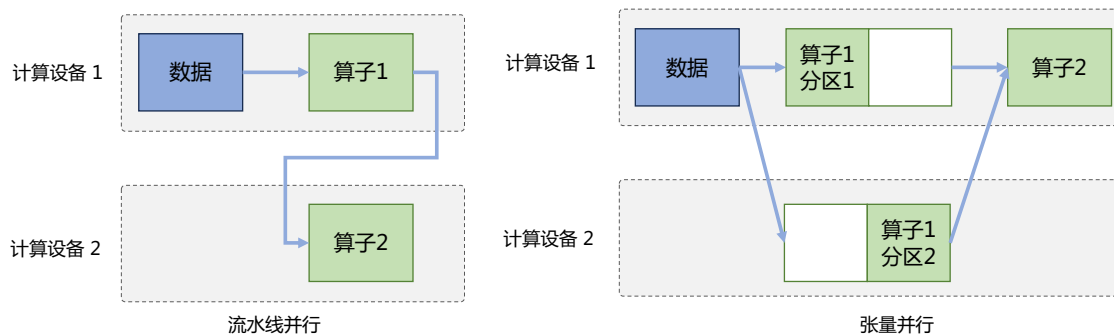 计算设备 1
数据
算子1
计算设备 2
算子2
流水线并行
计算设备 1
数据
算子1
分区1
算子2
计算设备 2
算子1
分区2
张量并行